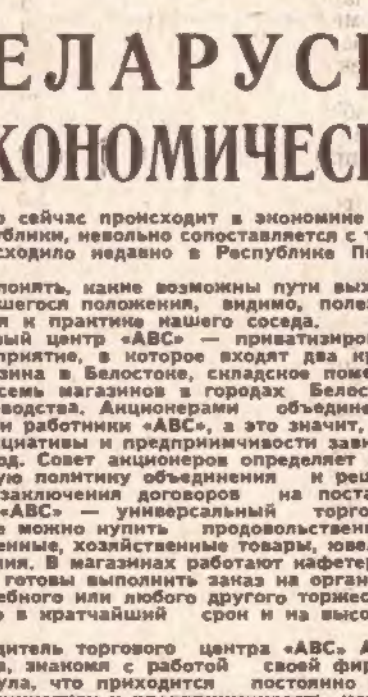 ЕЛАРУС
КОНОМИЧЕС
о сейчас происходит в экономике
ублики, невольно сопоставляется с т
сходило недавно в Республике П
понять, какие возможны пути вых
шегося положения, видимо, поле
я к практике нашего соседа.
вый центр «АВС» — приватизиро
приятие, в которое входят два кр
зина в Белостоке, складское поме
семь магазинов в городах Белос
водства. Акционерами объедине
и работники «АВС», а это значит,
циативы и предприимчивости зави
од. Совет акционеров определяет
ую политику объединения и реш
заключения договоров на поста
«АВС» — универсальный торго
е можно купить продовольственн
енные, хозяйственные товары, юве
ния. В магазинах работают кафете
готовы выполнить заказ на орган
ебного или любого другого торжес
о в кратчайший срок и на высо
дитель торгового центра «АВС» А
а, знакомя с работой своей фир
ула, что приходится постоянно